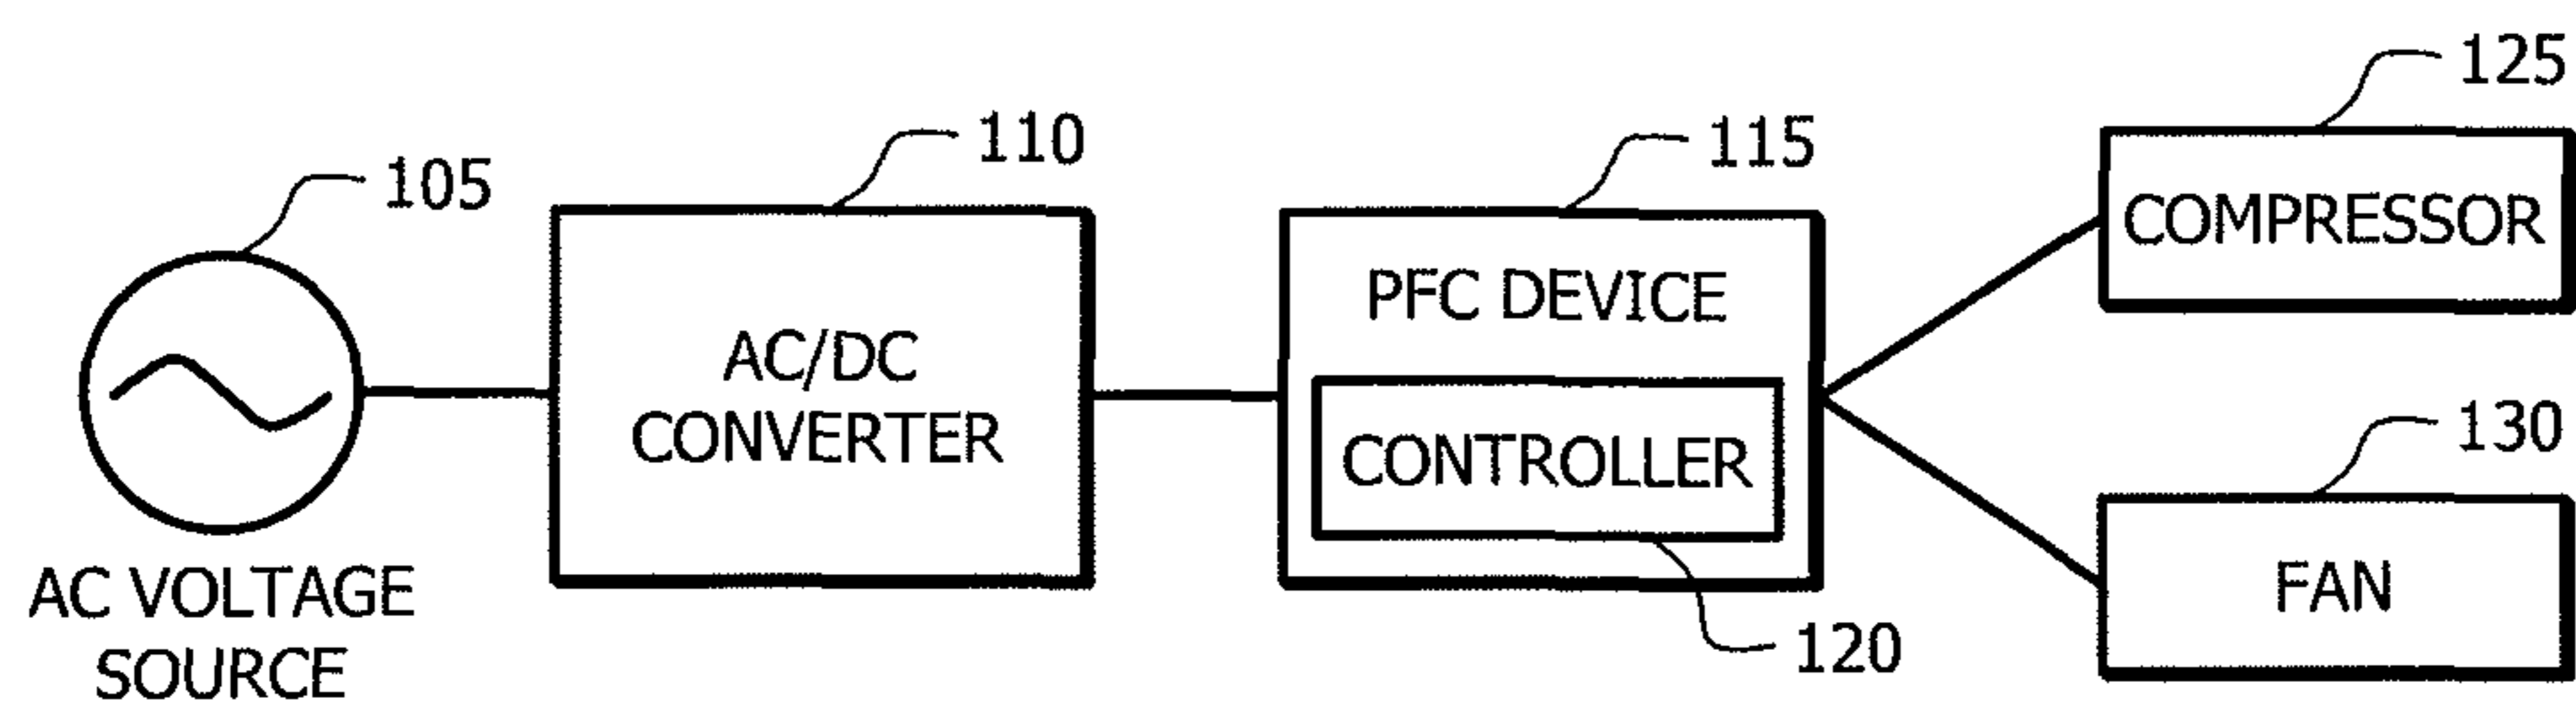 105
AC VOLTAGE
SOURCE
110
AC/DC
CONVERTER
115
PFC DEVICE
CONTROLLER
120
125
COMPRESSOR
130
FAN